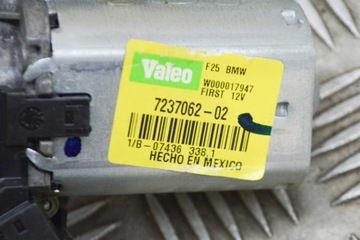 Valeo
F25 BMW
W000017947
FIRST 12V
7237062-02
1/B-07436 338.1
HECHO EN MEXICO